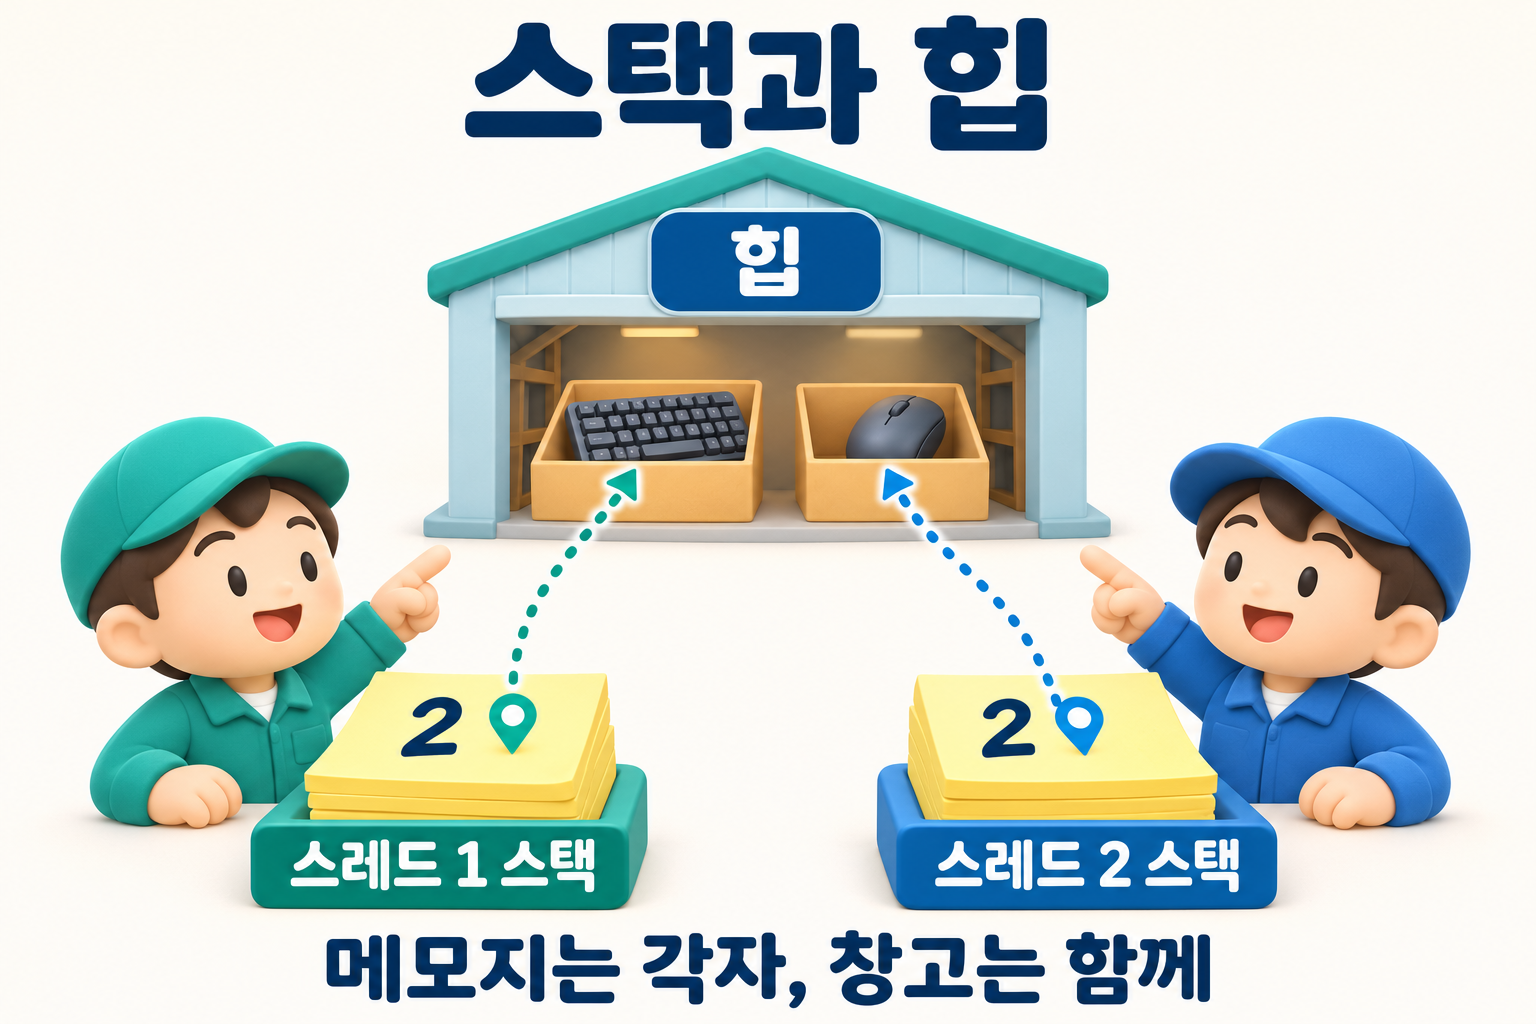 스택과 힙
힙
2
2
스레드 1 스택
스레드 2 스택
메모지는 각자, 창고는 함께